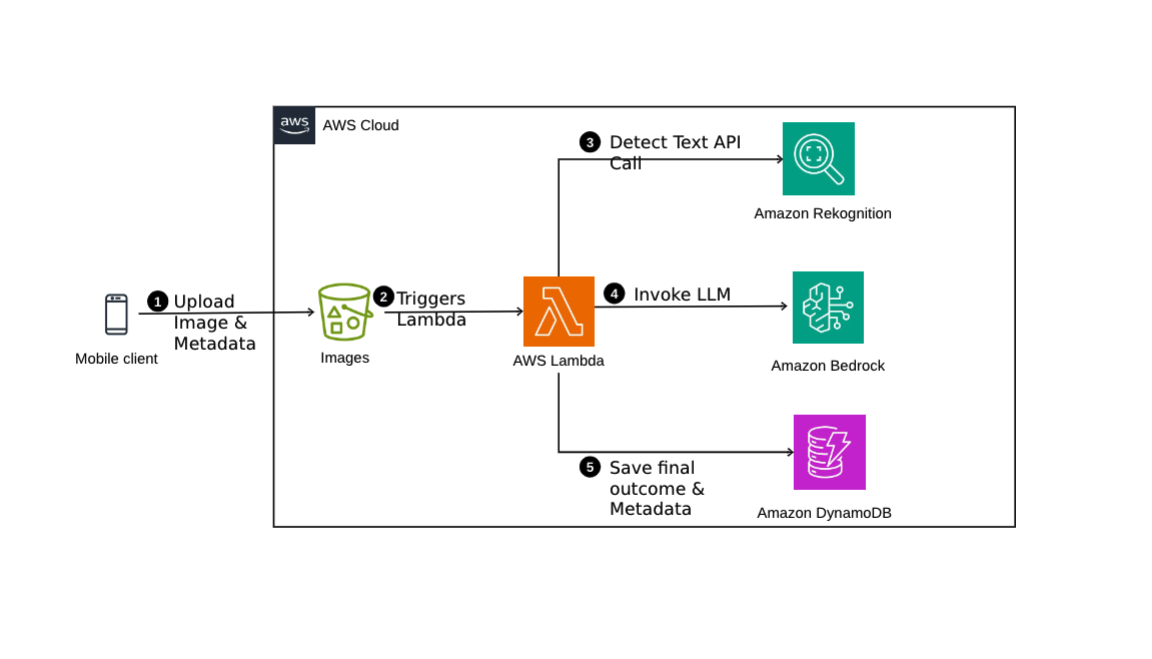 aws
AWS Cloud
3
Detect Text API
Call
Amazon Rekognition
1
Upload
Image &
Metadata
Mobile client
Images
2
Triggers
Lambda
AWS Lambda
4
Invoke LLM
Amazon Bedrock
5
Save final
outcome &
Metadata
Amazon DynamoDB